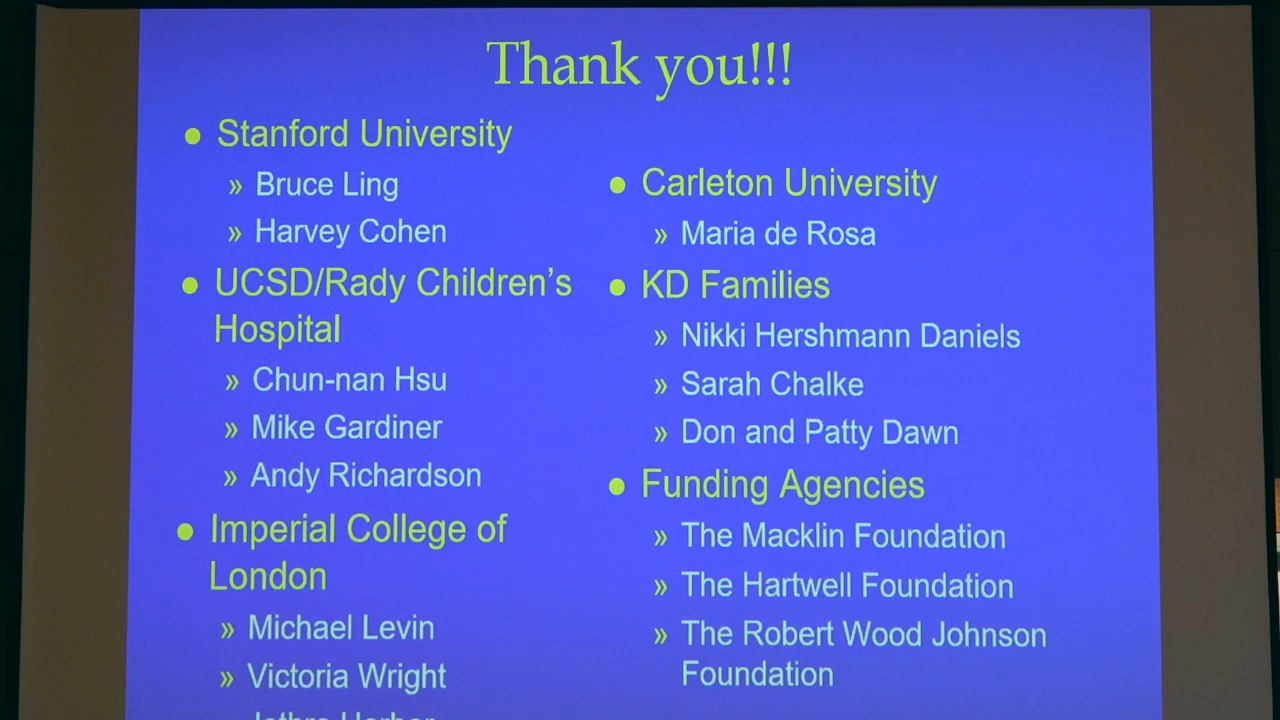 Thank you!!!
● Stanford University
» Bruce Ling
» Harvey Cohen
● UCSD/Rady Children's
Hospital
» Chun-nan Hsu
» Mike Gardiner
» Andy Richardson
● Imperial College of
London
» Michael Levin
» Victoria Wright
● Carleton University
» Maria de Rosa
● KD Families
» Nikki Hershmann Daniels
» Sarah Chalke
» Don and Patty Dawn
● Funding Agencies
» The Macklin Foundation
» The Hartwell Foundation
» The Robert Wood Johnson
Foundation